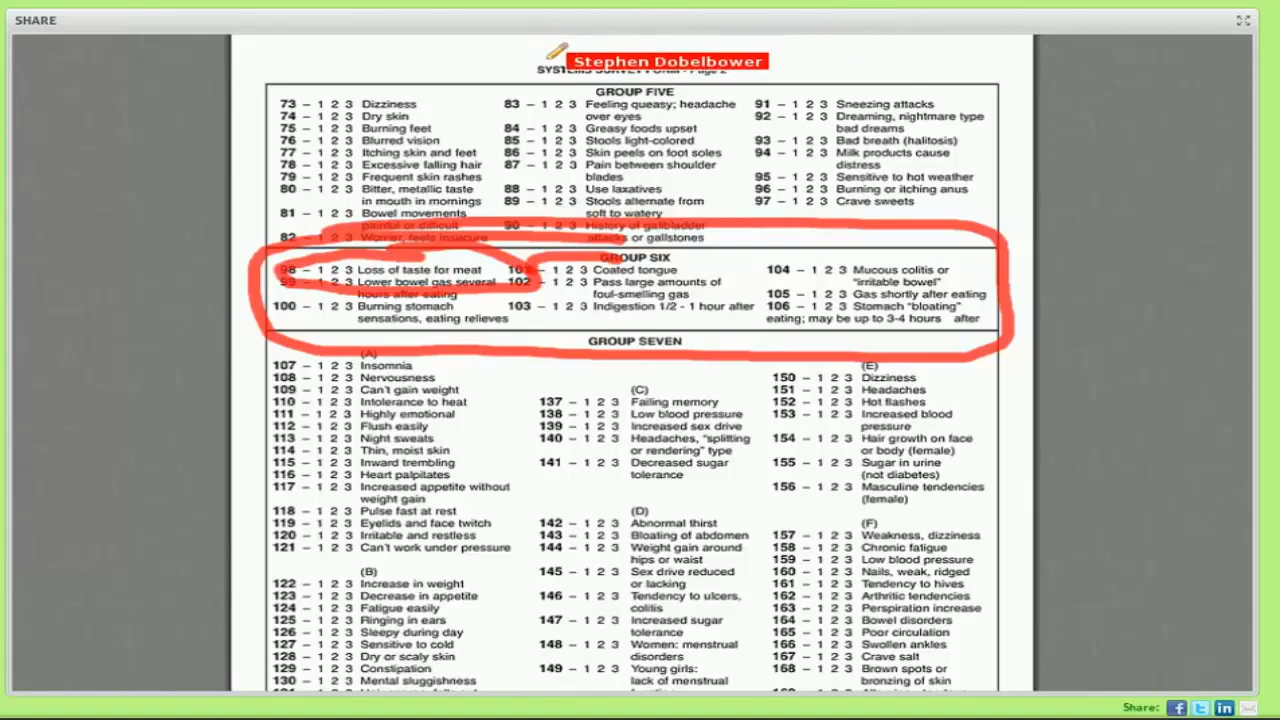 SHARE
Stephen Dobelbower
GROUP FIVE
73 – 1 2 3 Dizziness
74 – 1 2 3 Dry skin
75 – 1 2 3 Burning feet
76 – 1 2 3 Blurred vision
77 – 1 2 3 Itching skin and feet
78 – 1 2 3 Excessive falling hair
79 – 1 2 3 Frequent skin rashes
80 – 1 2 3 Bitter, metallic taste
in mouth in mornings
81 – 1 2 3 Bowel movements
painful or difficult
82 – 1 2 3 Worrier, feels insecure
83 – 1 2 3 Feeling queasy; headache
over eyes
84 – 1 2 3 Greasy foods upset
85 – 1 2 3 Stools light-colored
86 – 1 2 3 Skin peels on foot soles
87 – 1 2 3 Pain between shoulder
blades
88 – 1 2 3 Use laxatives
89 – 1 2 3 Stools alternate from
soft to watery
90 – 1 2 3 History of gallbladder
attacks or gallstones
91 – 1 2 3 Sneezing attacks
92 – 1 2 3 Dreaming, nightmare type
bad dreams
93 – 1 2 3 Bad breath (halitosis)
94 – 1 2 3 Milk products cause
distress
95 – 1 2 3 Sensitive to hot weather
96 – 1 2 3 Burning or itching anus
97 – 1 2 3 Crave sweets
GROUP SIX
98 – 1 2 3 Loss of taste for meat
99 – 1 2 3 Lower bowel gas several
hours after eating
100 – 1 2 3 Burning stomach
sensations, eating relieves
101 – 1 2 3 Coated tongue
102 – 1 2 3 Pass large amounts of
foul-smelling gas
103 – 1 2 3 Indigestion 1/2 - 1 hour after
104 – 1 2 3 Mucous colitis or
“irritable bowel”
105 – 1 2 3 Gas shortly after eating
106 – 1 2 3 Stomach “bloating”
eating; may be up to 3-4 hours after
GROUP SEVEN
(A)
107 – 1 2 3 Insomnia
108 – 1 2 3 Nervousness
109 – 1 2 3 Can't gain weight
110 – 1 2 3 Intolerance to heat
111 – 1 2 3 Highly emotional
112 – 1 2 3 Flush easily
113 – 1 2 3 Night sweats
114 – 1 2 3 Thin, moist skin
115 – 1 2 3 Inward trembling
116 – 1 2 3 Heart palpitates
117 – 1 2 3 Increased appetite without
weight gain
118 – 1 2 3 Pulse fast at rest
119 – 1 2 3 Eyelids and face twitch
120 – 1 2 3 Irritable and restless
121 – 1 2 3 Can't work under pressure
(B)
122 – 1 2 3 Increase in weight
123 – 1 2 3 Decrease in appetite
124 – 1 2 3 Fatigue easily
125 – 1 2 3 Ringing in ears
126 – 1 2 3 Sleepy during day
127 – 1 2 3 Sensitive to cold
128 – 1 2 3 Dry or scaly skin
129 – 1 2 3 Constipation
130 – 1 2 3 Mental sluggishness
(C)
137 – 1 2 3 Failing memory
138 – 1 2 3 Low blood pressure
139 – 1 2 3 Increased sex drive
140 – 1 2 3 Headaches, “splitting
or rendering” type
141 – 1 2 3 Decreased sugar
tolerance
(D)
142 – 1 2 3 Abnormal thirst
143 – 1 2 3 Bloating of abdomen
144 – 1 2 3 Weight gain around
hips or waist
145 – 1 2 3 Sex drive reduced
or lacking
146 – 1 2 3 Tendency to ulcers,
colitis
147 – 1 2 3 Increased sugar
tolerance
148 – 1 2 3 Women: menstrual
disorders
149 – 1 2 3 Young girls:
lack of menstrual
(E)
150 – 1 2 3 Dizziness
151 – 1 2 3 Headaches
152 – 1 2 3 Hot flashes
153 – 1 2 3 Increased blood
pressure
154 – 1 2 3 Hair growth on face
or body (female)
155 – 1 2 3 Sugar in urine
(not diabetes)
156 – 1 2 3 Masculine tendencies
(female)
(F)
157 – 1 2 3 Weakness, dizziness
158 – 1 2 3 Chronic fatigue
159 – 1 2 3 Low blood pressure
160 – 1 2 3 Nails, weak, ridged
161 – 1 2 3 Tendency to hives
162 – 1 2 3 Arthritic tendencies
163 – 1 2 3 Perspiration increase
164 – 1 2 3 Bowel disorders
165 – 1 2 3 Poor circulation
166 – 1 2 3 Swollen ankles
167 – 1 2 3 Crave salt
168 – 1 2 3 Brown spots or
bronzing of skin
Share: